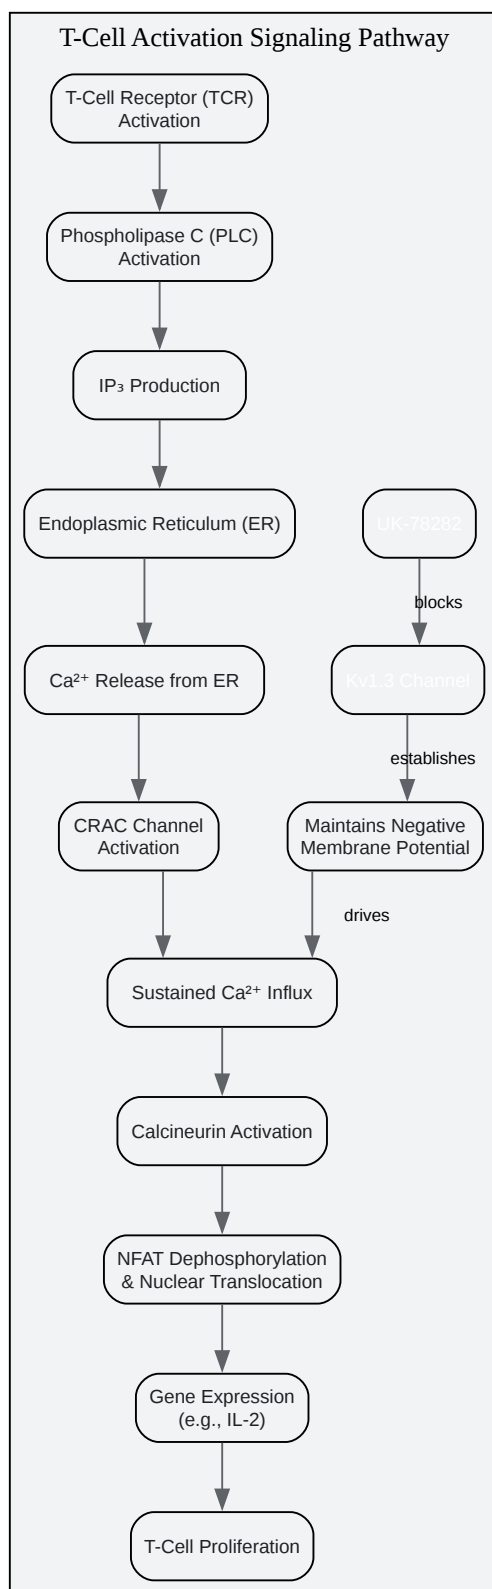 T-Cell Activation Signaling Pathway
T-Cell Receptor (TCR)
Activation
Phospholipase C (PLC)
Activation
IP₃ Production
Endoplasmic Reticulum (ER)
UK-78282
blocks
Ca²⁺ Release from ER
Kv1.3 Channel
establishes
CRAC Channel
Activation
Maintains Negative
Membrane Potential
drives
Sustained Ca²⁺ Influx
Calcineurin Activation
NFAT Dephosphorylation
& Nuclear Translocation
Gene Expression
(e.g., IL-2)
T-Cell Proliferation